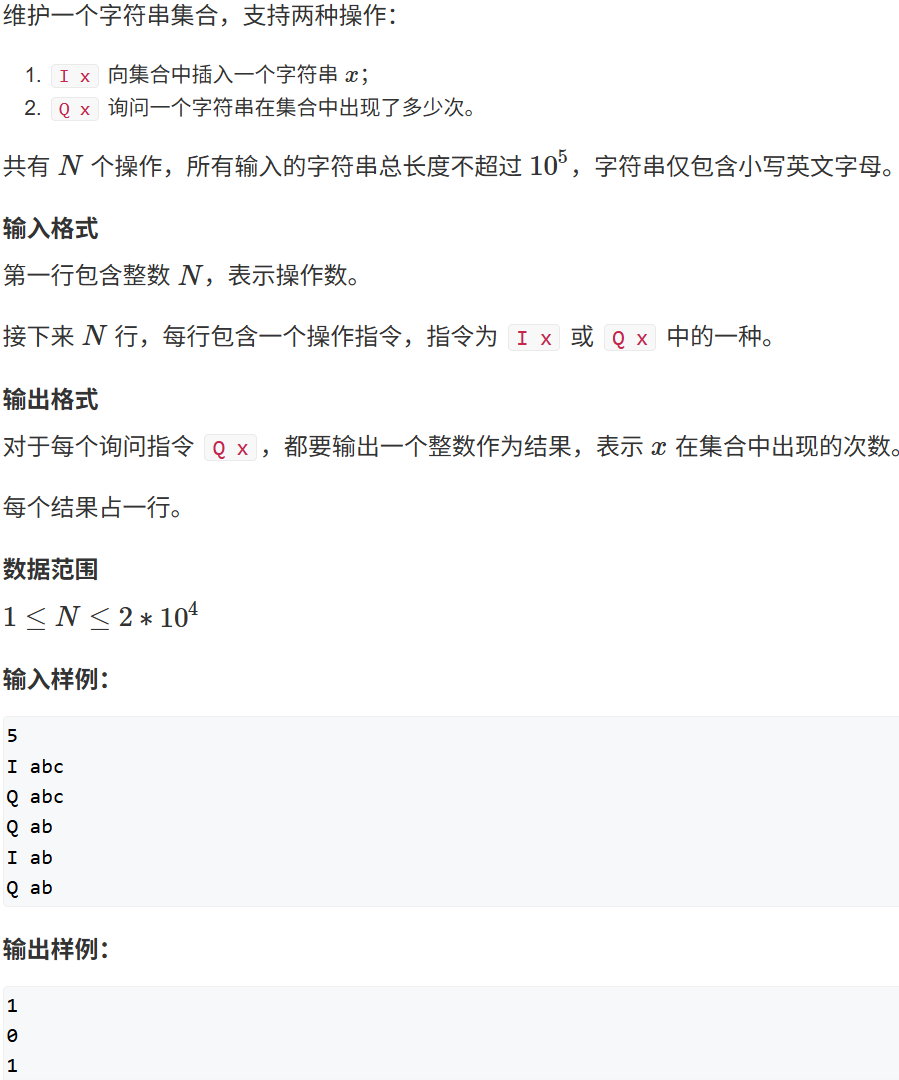 维护一个字符串集合，支持两种操作：
1. I x 向集合中插入一个字符串 x；
2. Q x 询问一个字符串在集合中出现了多少次。
共有 N 个操作，所有输入的字符串总长度不超过 10⁵，字符串仅包含小写英文字母。
输入格式
第一行包含整数 N，表示操作数。
接下来 N 行，每行包含一个操作指令，指令为 I x 或 Q x 中的一种。
输出格式
对于每个询问指令 Q x，都要输出一个整数作为结果，表示 x 在集合中出现的次数。
每个结果占一行。
数据范围
1 ≤ N ≤ 2 * 10⁴
输入样例：
5
I abc
Q abc
Q ab
I ab
Q ab
输出样例：
1
0
1